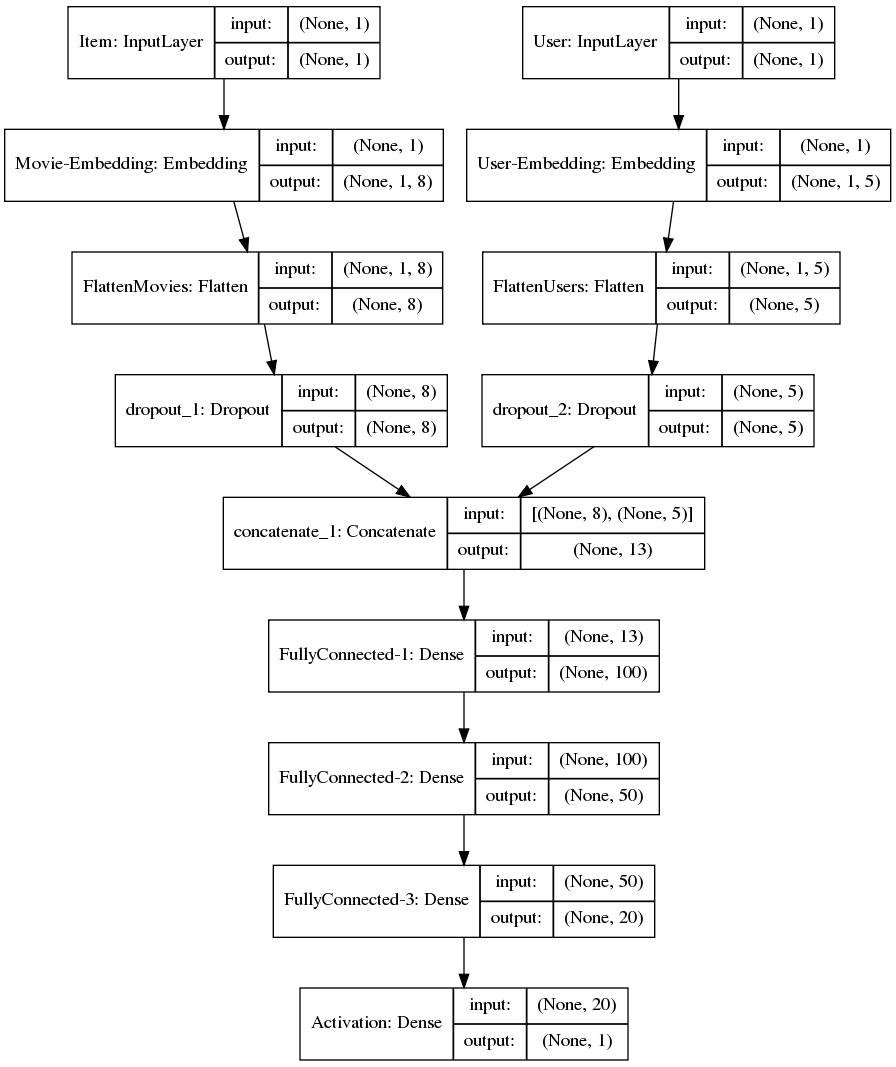 Item: InputLayer
input: (None, 1)
output: (None, 1)
User: InputLayer
input: (None, 1)
output: (None, 1)
Movie-Embedding: Embedding
input: (None, 1)
output: (None, 1, 8)
User-Embedding: Embedding
input: (None, 1)
output: (None, 1, 5)
FlattenMovies: Flatten
input: (None, 1, 8)
output: (None, 8)
FlattenUsers: Flatten
input: (None, 1, 5)
output: (None, 5)
dropout_1: Dropout
input: (None, 8)
output: (None, 8)
dropout_2: Dropout
input: (None, 5)
output: (None, 5)
concatenate_1: Concatenate
input: [(None, 8), (None, 5)]
output: (None, 13)
FullyConnected-1: Dense
input: (None, 13)
output: (None, 100)
FullyConnected-2: Dense
input: (None, 100)
output: (None, 50)
FullyConnected-3: Dense
input: (None, 50)
output: (None, 20)
Activation: Dense
input: (None, 20)
output: (None, 1)